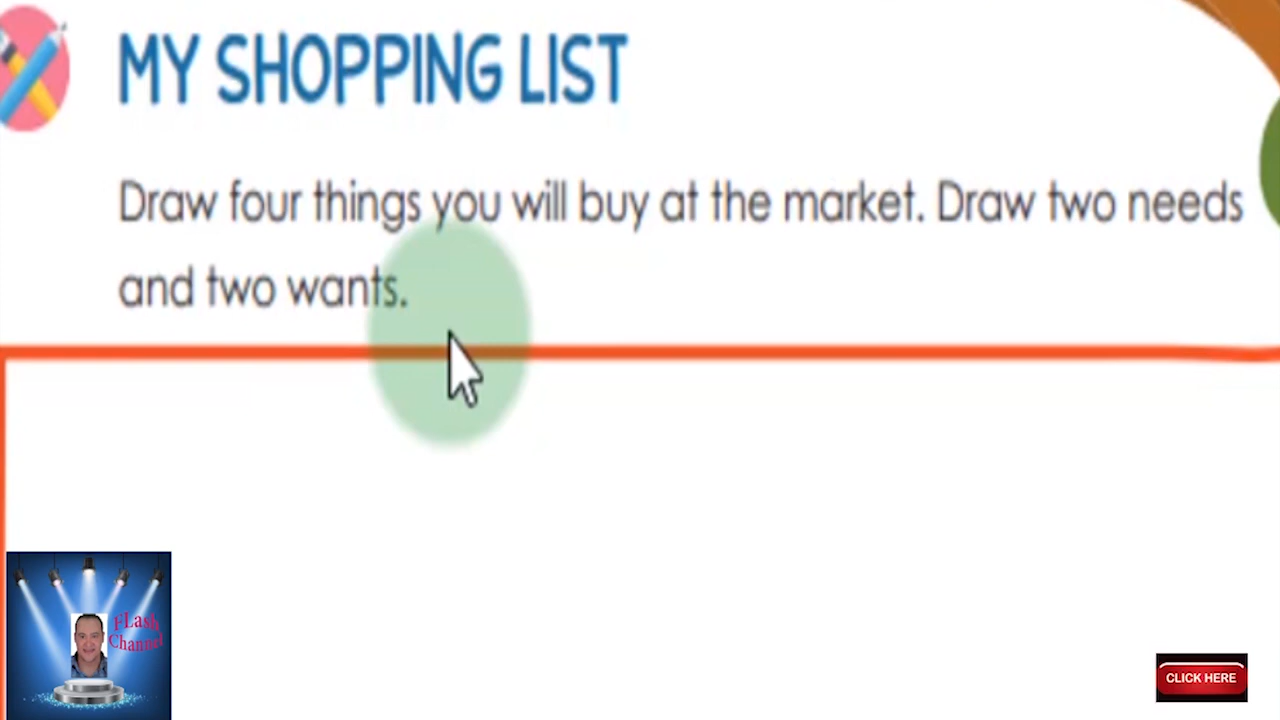 MY SHOPPING LIST
Draw four things you will buy at the market. Draw two needs
and two wants.
FLash
Channel
CLICK HERE